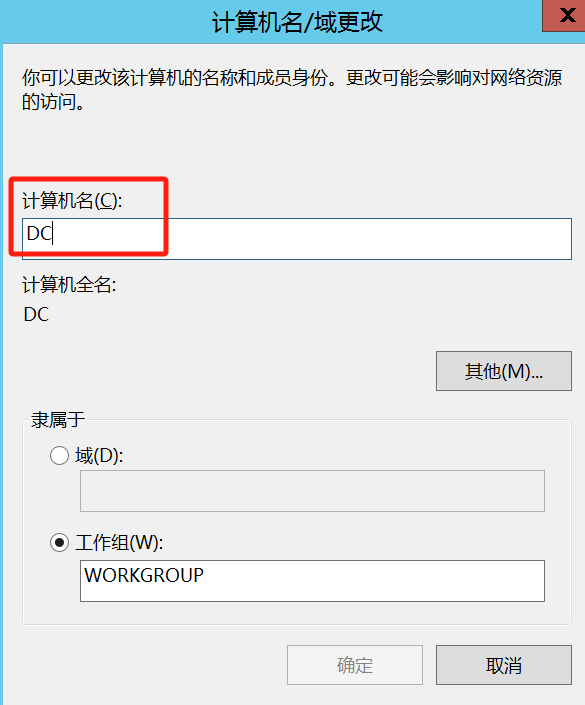 计算机名/域更改
你可以更改该计算机的名称和成员身份。更改可能会影响对网络资源
的访问。
计算机名(C):
DC
计算机全名:
DC
其他(M)...
隶属于
域(D):
工作组(W):
WORKGROUP
确定
取消